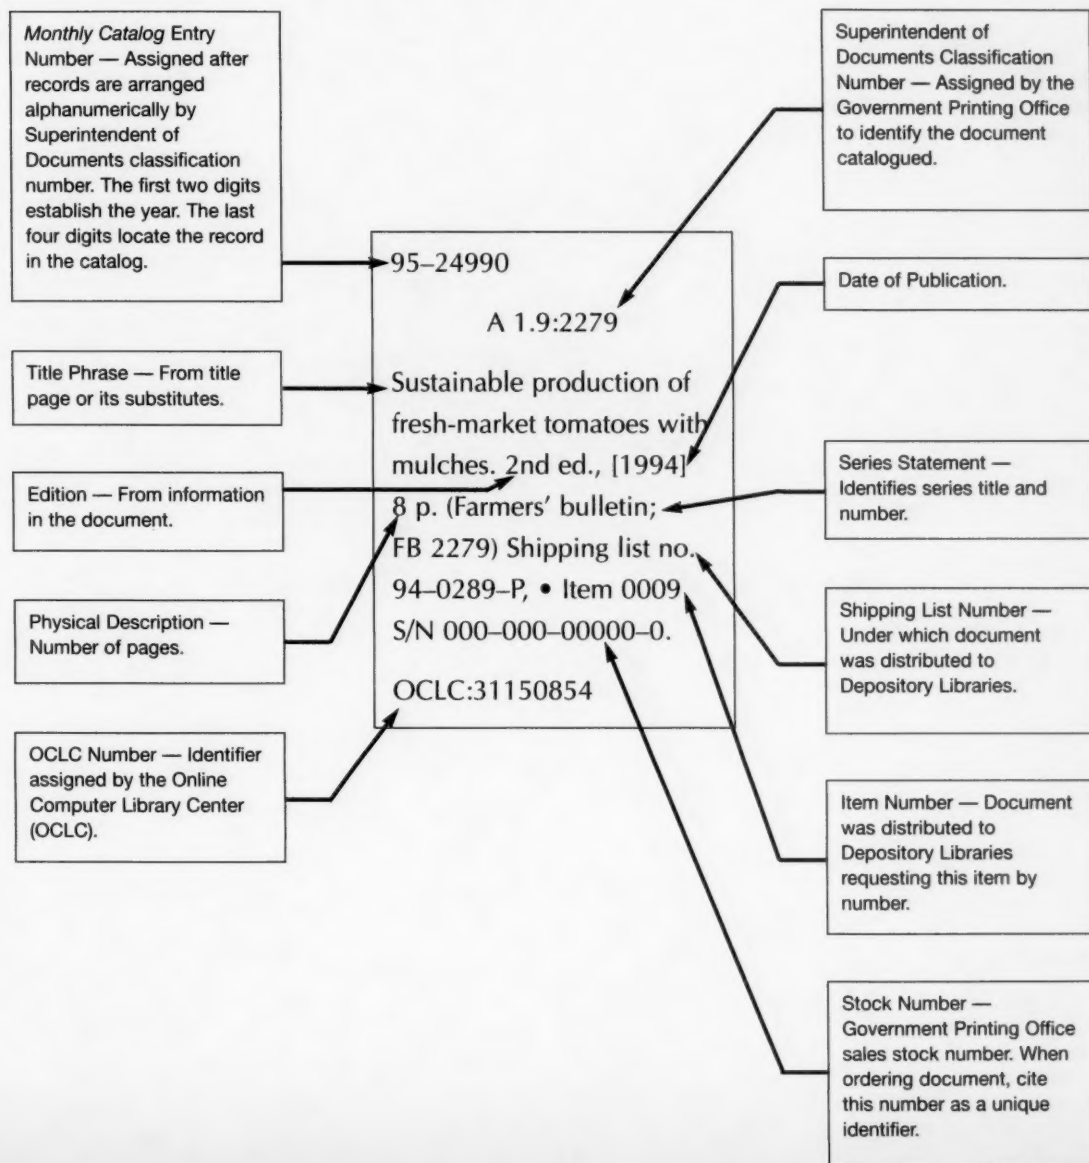 Monthly Catalog Entry
Number — Assigned after
records are arranged
alphanumerically by
Superintendent of
Documents classification
number. The first two digits
establish the year. The last
four digits locate the record
in the catalog.
Title Phrase — From title
page or its substitutes.
Edition — From information
in the document.
Physical Description —
Number of pages.
OCLC Number — Identifier
assigned by the Online
Computer Library Center
(OCLC).
95–24990
A 1.9:2279
Sustainable production of
fresh-market tomatoes with
mulches. 2nd ed., [1994]
8 p. (Farmers’ bulletin;
FB 2279) Shipping list no.
94–0289–P, • Item 0009
S/N 000–000–00000–0.
OCLC:31150854
Superintendent of
Documents Classification
Number — Assigned by the
Government Printing Office
to identify the document
catalogued.
Date of Publication.
Series Statement —
Identifies series title and
number.
Shipping List Number —
Under which document
was distributed to
Depository Libraries.
Item Number — Document
was distributed to
Depository Libraries
requesting this item by
number.
Stock Number —
Government Printing Office
sales stock number. When
ordering document, cite
this number as a unique
identifier.